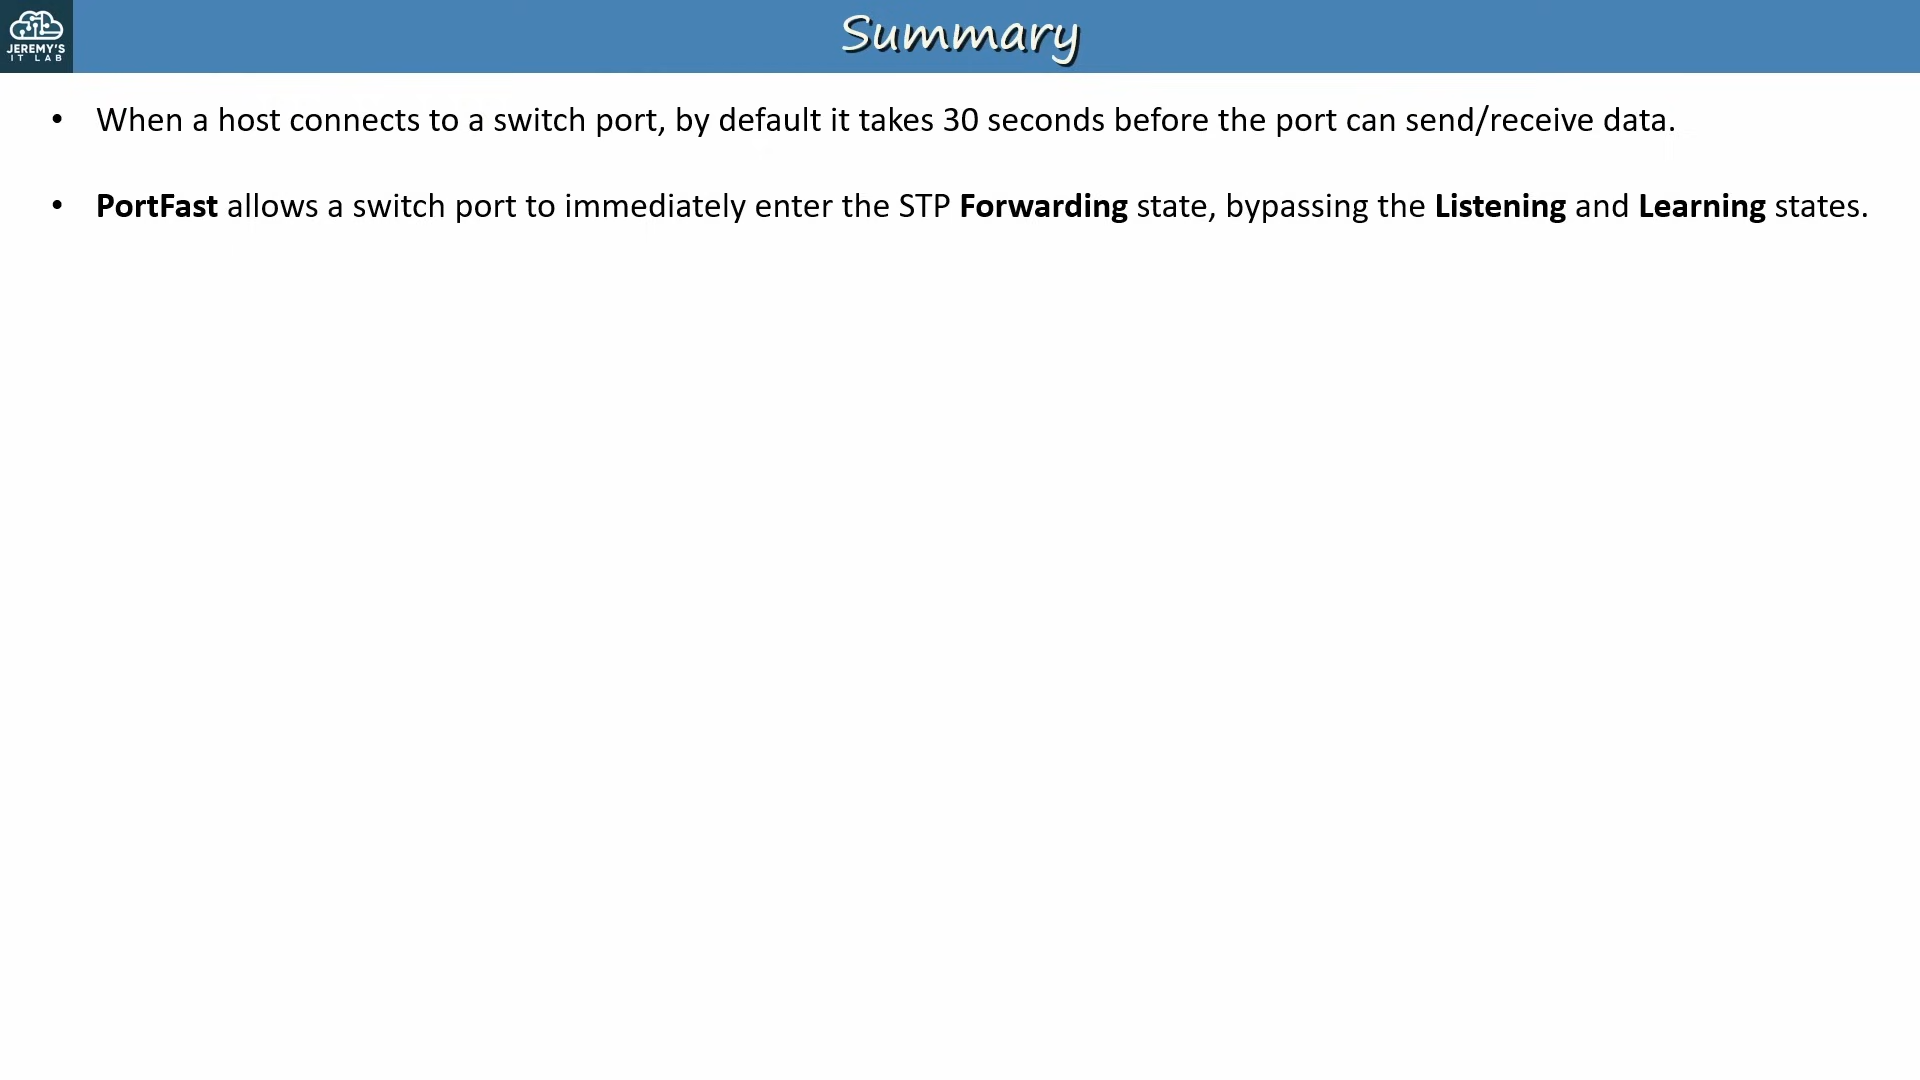 JEREMY'S
IT LAB
Summary
• When a host connects to a switch port, by default it takes 30 seconds before the port can send/receive data.
• PortFast allows a switch port to immediately enter the STP Forwarding state, bypassing the Listening and Learning states.